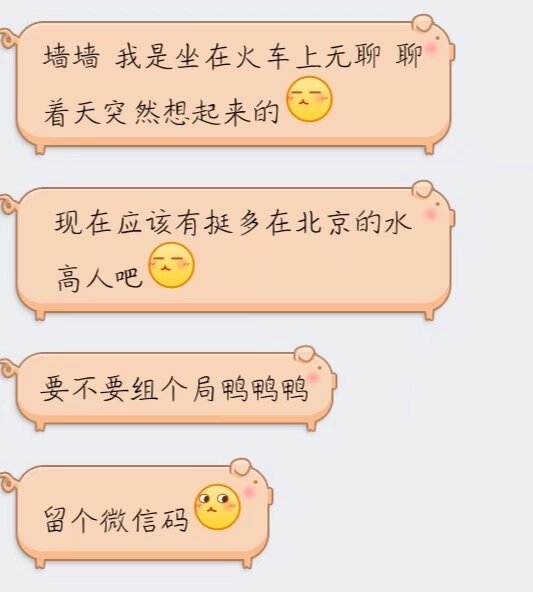 墙墙 我是坐在火车上无聊 聊
着天突然想起来的
现在应该有挺多在北京的水
高人吧
要不要组个局鸭鸭鸭
留个微信码